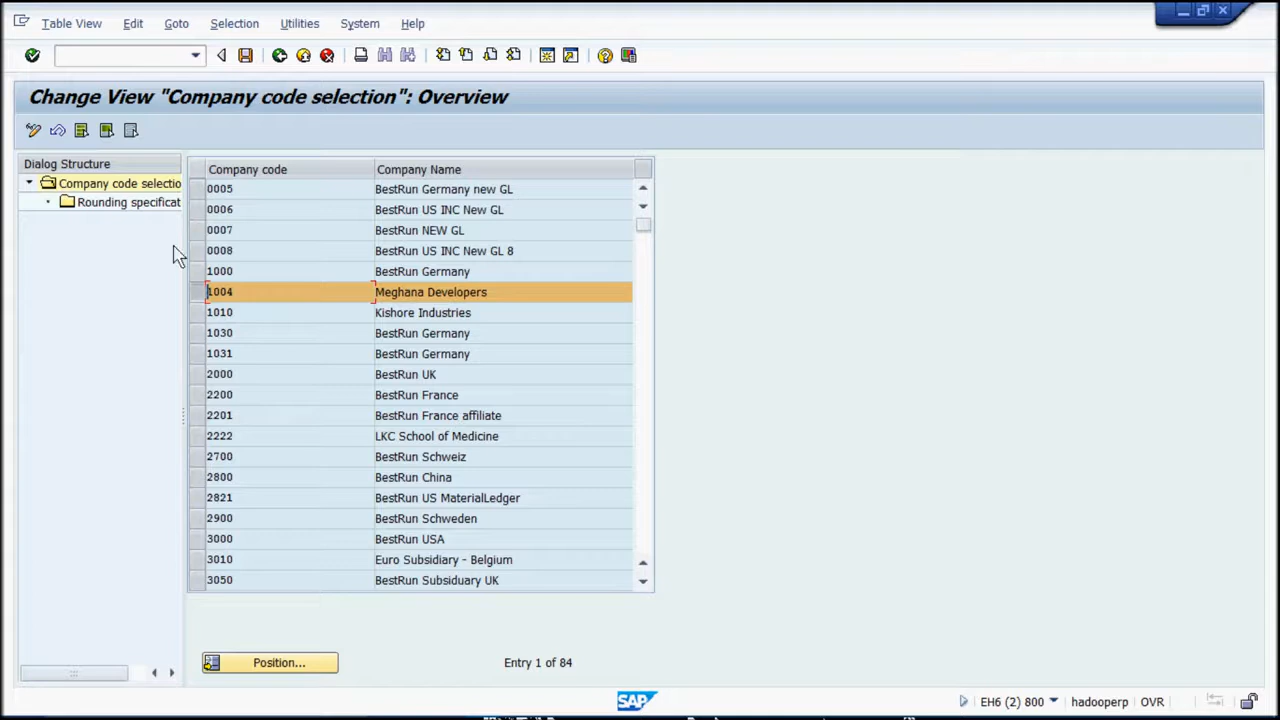 Table View Edit Goto Selection Utilities System Help
Change View "Company code selection": Overview
Dialog Structure
Company code selectio
Rounding specificat
Company code Company Name
0005 BestRun Germany new GL
0006 BestRun US INC New GL
0007 BestRun NEW GL
0008 BestRun US INC New GL 8
1000 BestRun Germany
1004 Meghana Developers
1010 Kishore Industries
1030 BestRun Germany
1031 BestRun Germany
2000 BestRun UK
2200 BestRun France
2201 BestRun France affiliate
2222 LKC School of Medicine
2700 BestRun Schweiz
2800 BestRun China
2821 BestRun US MaterialLedger
2900 BestRun Schweden
3000 BestRun USA
3010 Euro Subsidiary - Belgium
3050 BestRun Subsiduary UK
Position... Entry 1 of 84
SAP EH6 (2) 800 hadooperp OVR